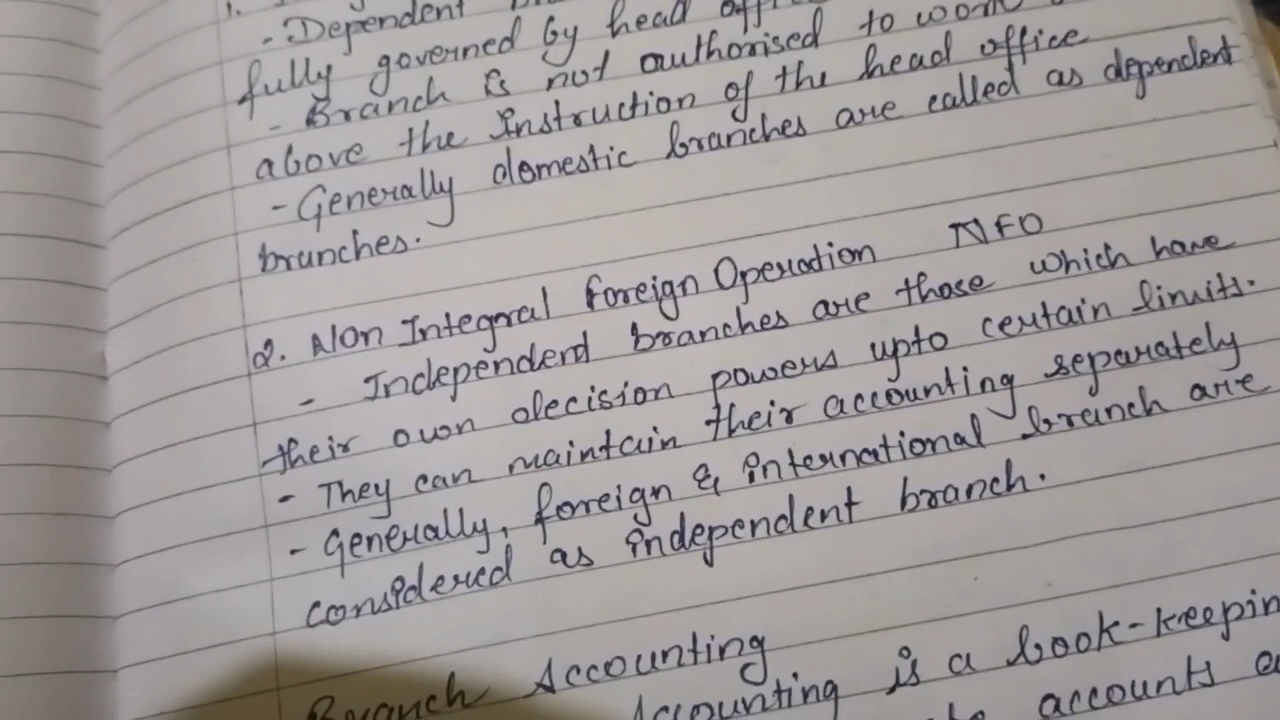 1.
- Dependent
fully governed by head
- Branch is not authorised to work
above the Instruction of the head office
- Generally domestic branches are called as dependent
branches.
2. Non Integral Foreign Operation NFO
- Independend branches are those which have
their own decision powers upto certain limits.
- They can maintain their accounting separately
- Generally, foreign & international branch are
considered as independent branch.
Branch Accounting
Accounting is a book-keepin
accounts